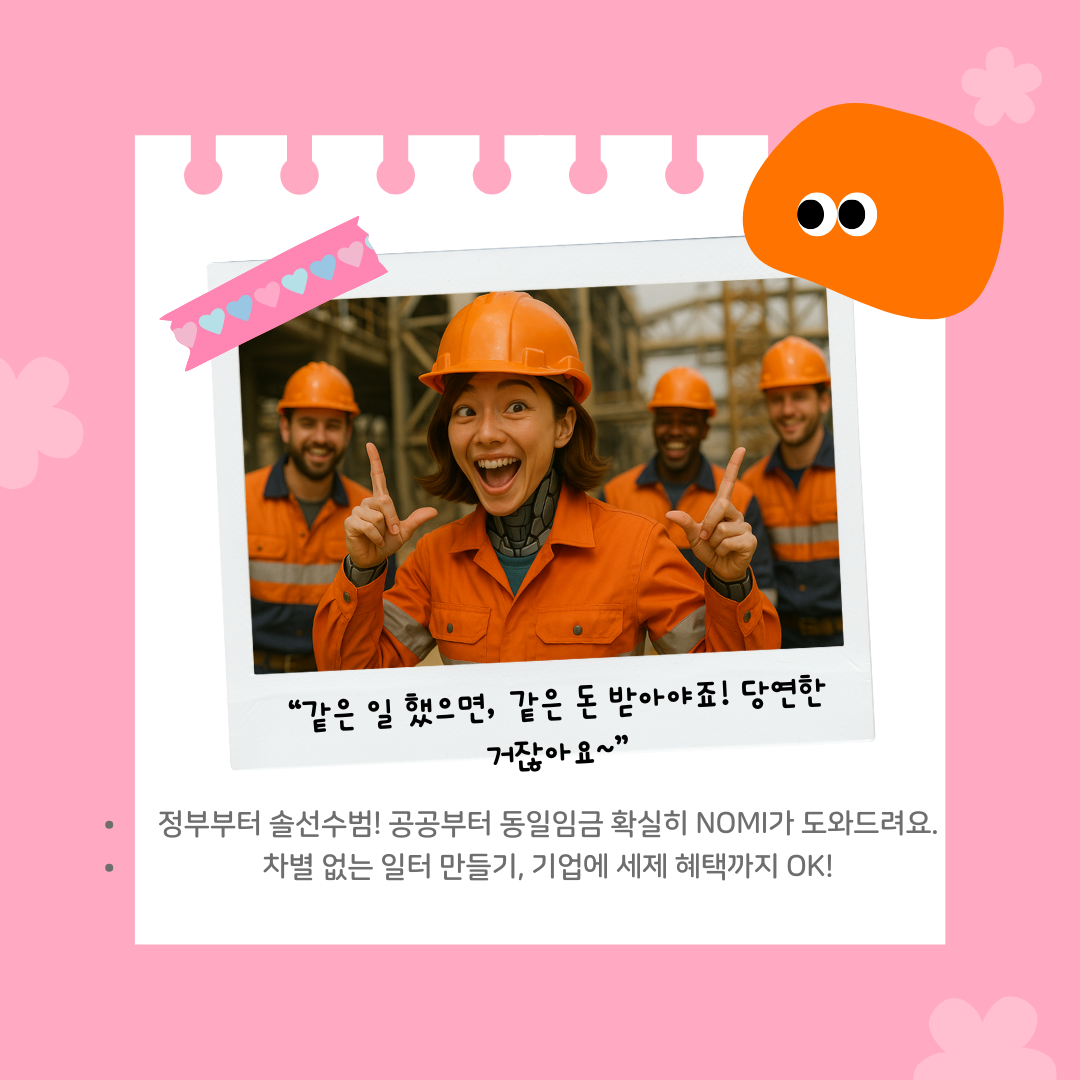 “같은 일 했으면, 같은 돈 받아야죠! 당연한
거잖아요~”
• 정부부터 솔선수범! 공공부터 동일임금 확실히 NOMI가 도와드려요.
• 차별 없는 일터 만들기, 기업에 세제 혜택까지 OK!